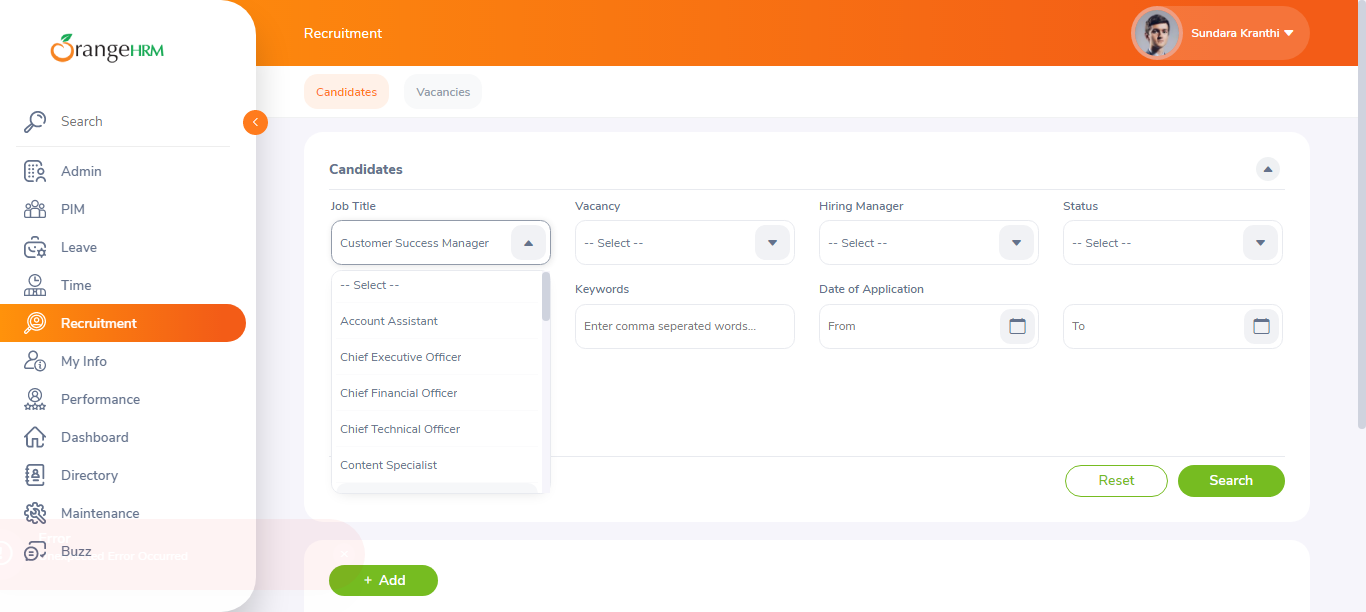 OrangeHRM
Search
Admin
PIM
Leave
Time
Recruitment
My Info
Performance
Dashboard
Directory
Maintenance
Buzz
Error
Error Occurred
Recruitment
Sundara Kranthi
Candidates
Vacancies
Candidates
Job Title
Vacancy
Hiring Manager
Status
Customer Success Manager
-- Select --
-- Select --
-- Select --
-- Select --
Account Assistant
Chief Executive Officer
Chief Financial Officer
Chief Technical Officer
Content Specialist
Keywords
Date of Application
Enter comma seperated words...
From
To
Reset
Search
+ Add